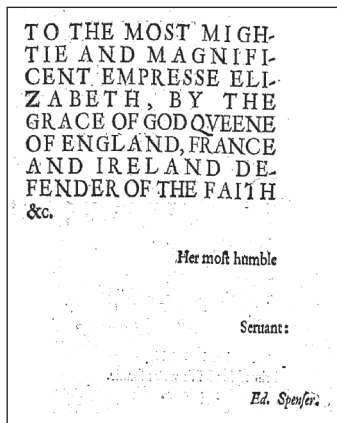 TO THE MOST MIGH-
TIE AND MAGNIFI-
CENT EMPRESSE ELI-
ZABETH, BY THE
GRACE OF GOD QVEENE
OF ENGLAND, FRANCE
AND IRELAND DE-
FENDER OF THE FAITH
&c.
Her moſt humble
Seruant:
Ed. Spenſer.